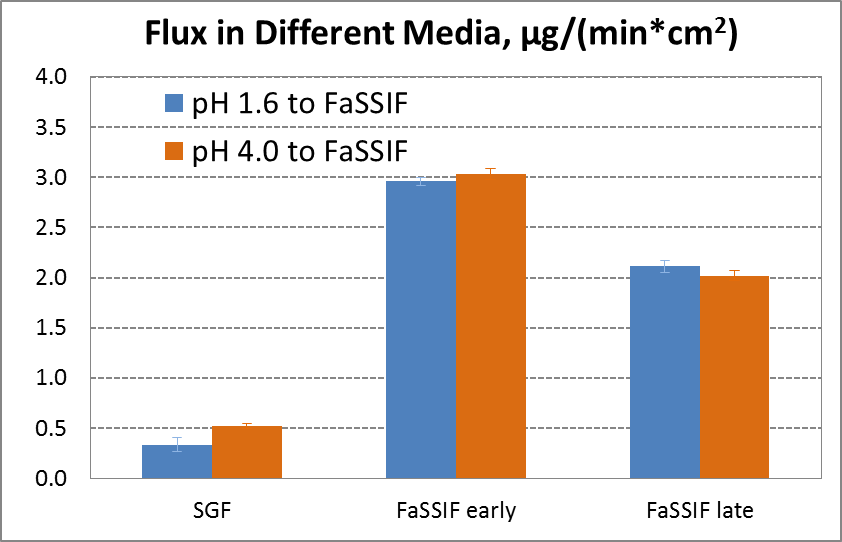 Flux in Different Media, µg/(min*cm²)
4.0
3.5
3.0
2.5
2.0
1.5
1.0
0.5
0.0
pH 1.6 to FaSSIF
pH 4.0 to FaSSIF
SGF
FaSSIF early
FaSSIF late